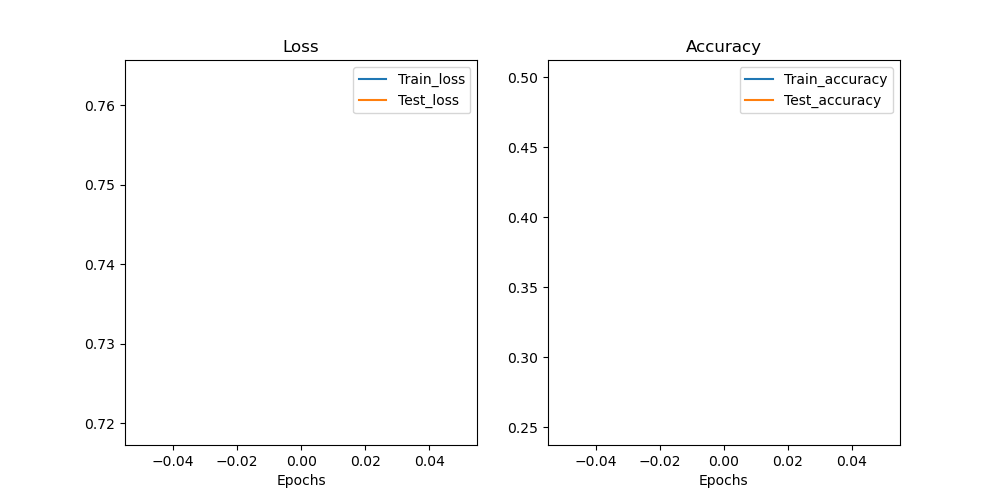 Loss
Train_loss
Test_loss
0.76
0.75
0.74
0.73
0.72
−0.04 −0.02 0.00 0.02 0.04
Epochs
Accuracy
Train_accuracy
Test_accuracy
0.50
0.45
0.40
0.35
0.30
0.25
−0.04 −0.02 0.00 0.02 0.04
Epochs